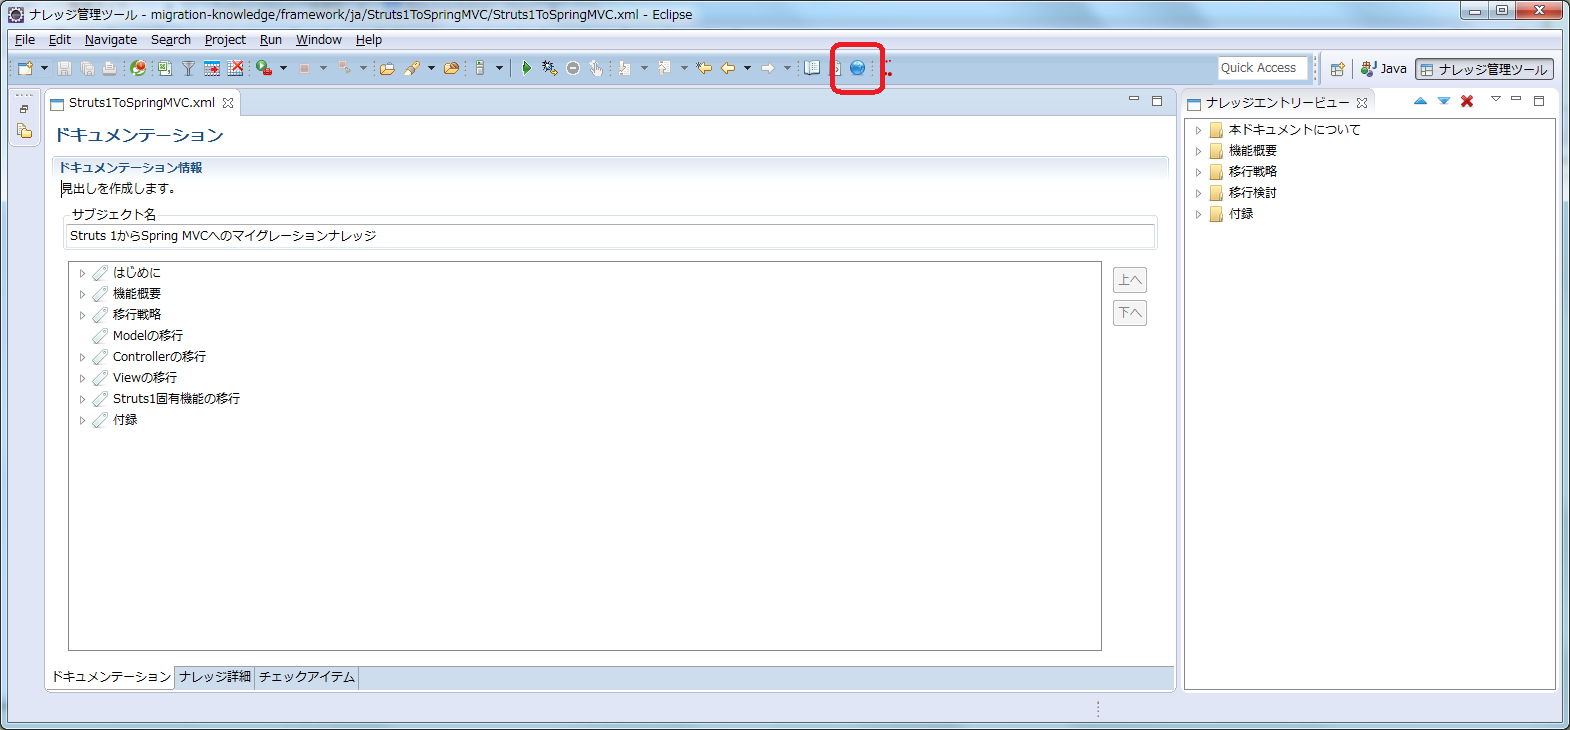 ナレッジ管理ツール - migration-knowledge/framework/ja/Struts1ToSpringMVC/Struts1ToSpringMVC.xml - Eclipse
File Edit Navigate Search Project Run Window Help
Quick Access Java ナレッジ管理ツール
Struts1ToSpringMVC.xml
ドキュメンテーション
ドキュメンテーション情報
見出しを作成します。
サブジェクト名
Struts 1からSpring MVCへのマイグレーションナレッジ
はじめに
機能概要
移行戦略
Modelの移行
Controllerの移行
Viewの移行
Struts1固有機能の移行
付録
上へ
下へ
ドキュメンテーション ナレッジ詳細 チェックアイテム
ナレッジエントリービュー
本ドキュメントについて
機能概要
移行戦略
移行検討
付録